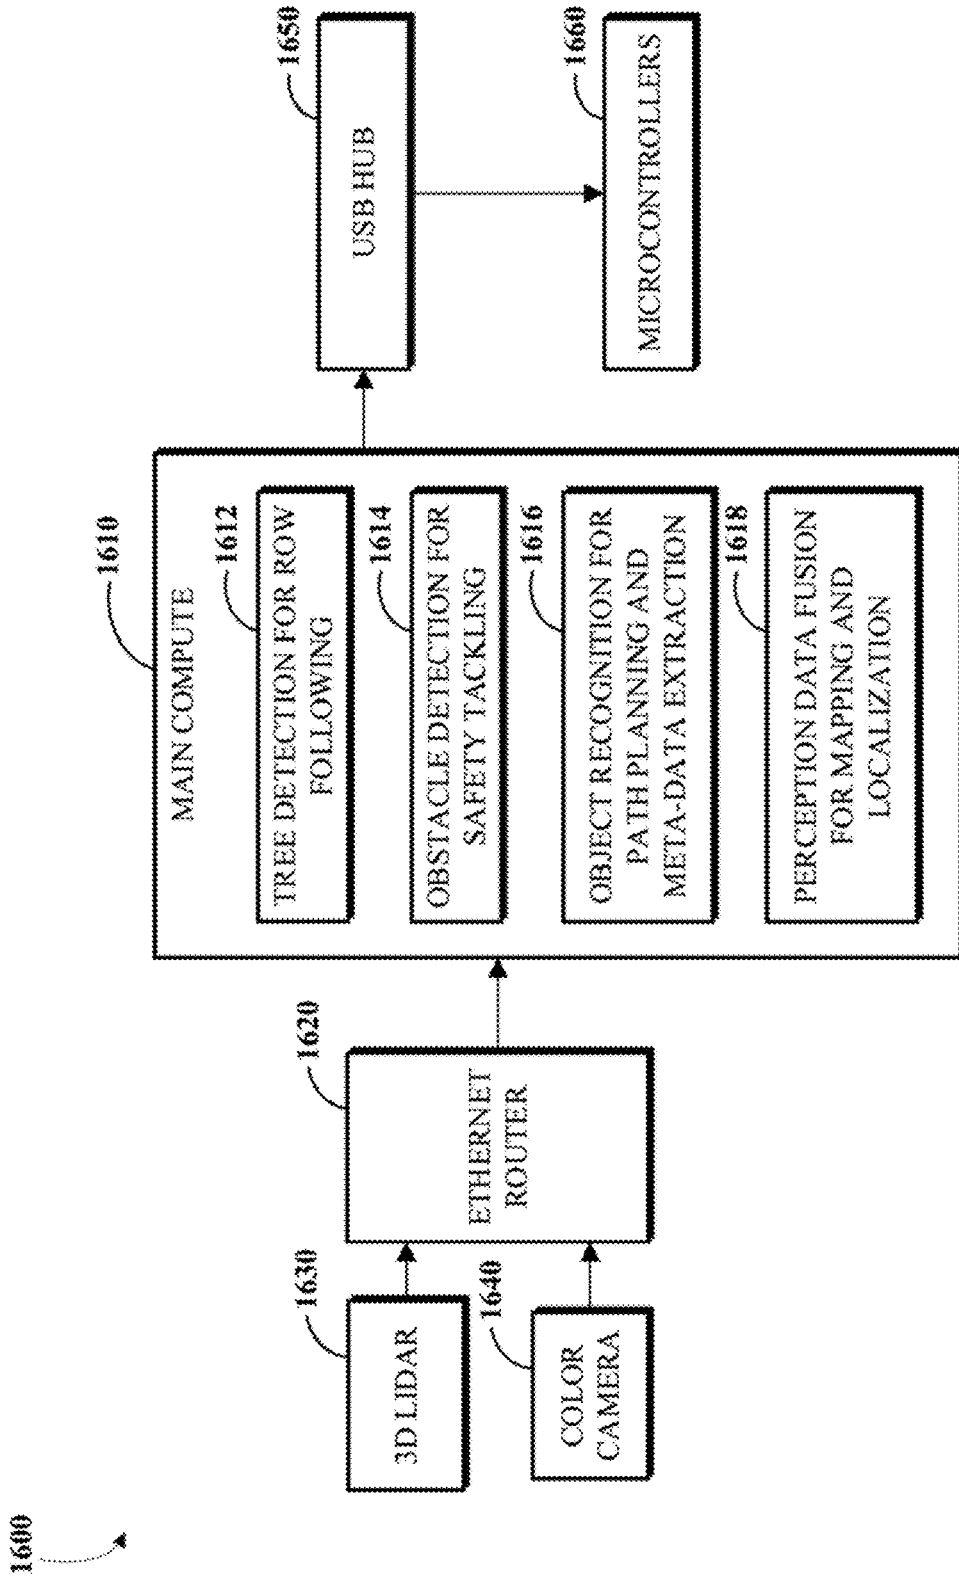 1600
1630
3D LIDAR
1640
COLOR
CAMERA
1620
ETHERNET
ROUTER
1610
MAIN COMPUTE
1612
TREE DETECTION FOR ROW
FOLLOWING
1614
OBSTACLE DETECTION FOR
SAFETY TACKLING
1616
OBJECT RECOGNITION FOR
PATH PLANNING AND
META-DATA EXTRACTION
1618
PERCEPTION DATA FUSION
FOR MAPPING AND
LOCALIZATION
1650
USB HUB
1660
MICROCONTROLLERS